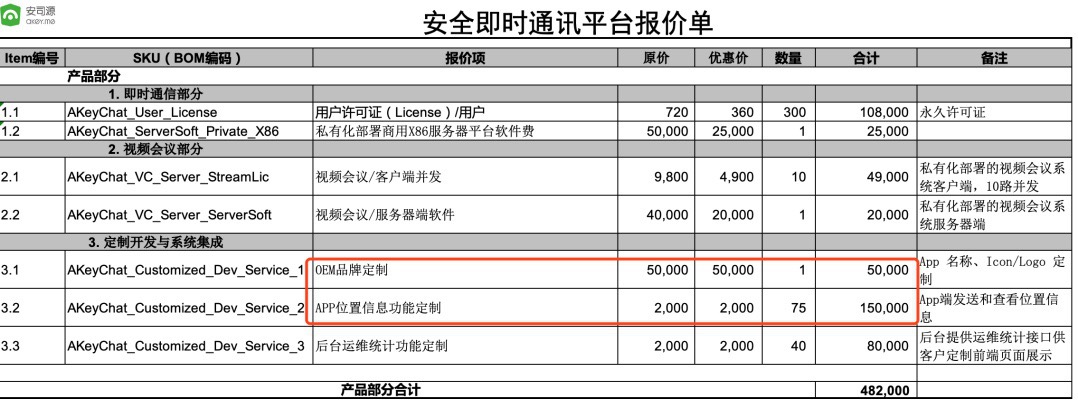 安司源
akey.me
安全即时通讯平台报价单
Item编号 SKU（BOM编码） 报价项 原价 优惠价 数量 合计 备注
产品部分
1. 即时通信部分
1.1 AKeyChat_User_License 用户许可证（License）/用户 720 360 300 108,000 永久许可证
1.2 AKeyChat_ServerSoft_Private_X86 私有化部署商用X86服务器平台软件费 50,000 25,000 1 25,000
2. 视频会议部分
2.1 AKeyChat_VC_Server_StreamLic 视频会议/客户端并发 9,800 4,900 10 49,000 私有化部署的视频会议系
统客户端，10路并发
2.2 AKeyChat_VC_Server_ServerSoft 视频会议/服务器端软件 40,000 20,000 1 20,000 私有化部署的视频会议系
统服务器端
3. 定制开发与系统集成
3.1 AKeyChat_Customized_Dev_Service_1 OEM品牌定制 50,000 50,000 1 50,000 App 名称、Icon/Logo 定
制
3.2 AKeyChat_Customized_Dev_Service_2 APP位置信息功能定制 2,000 2,000 75 150,000 App端发送和查看位置信
息
3.3 AKeyChat_Customized_Dev_Service_3 后台运维统计功能定制 2,000 2,000 40 80,000 后台提供运维统计接口供
客户定制前端页面展示
产品部分合计 482,000